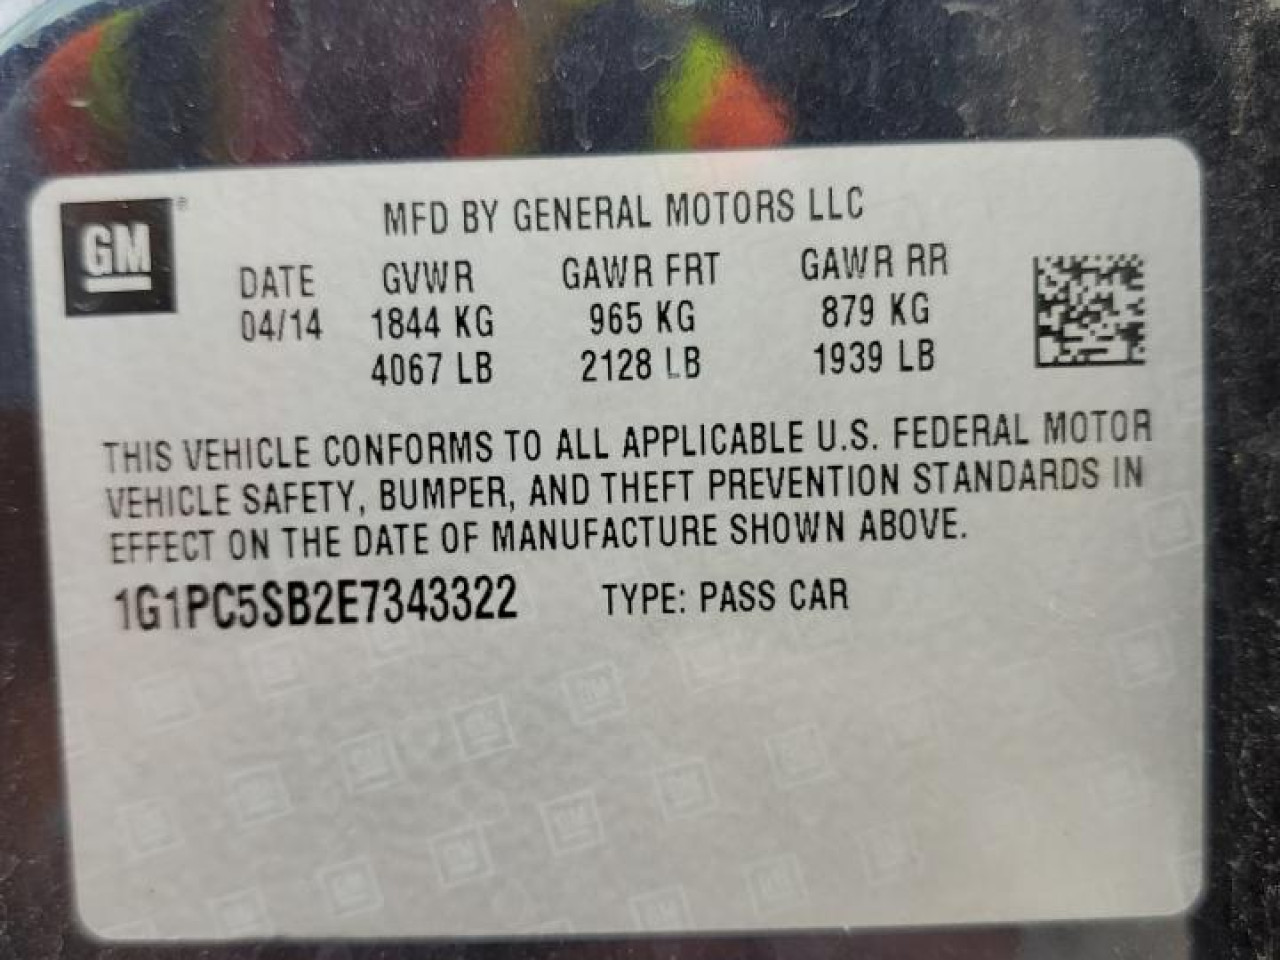 GM
MFD BY GENERAL MOTORS LLC
DATE GVWR GAWR FRT GAWR RR
04/14 1844 KG 965 KG 879 KG
4067 LB 2128 LB 1939 LB
THIS VEHICLE CONFORMS TO ALL APPLICABLE U.S. FEDERAL MOTOR
VEHICLE SAFETY, BUMPER, AND THEFT PREVENTION STANDARDS IN
EFFECT ON THE DATE OF MANUFACTURE SHOWN ABOVE.
1G1PC5SB2E7343322 TYPE: PASS CAR